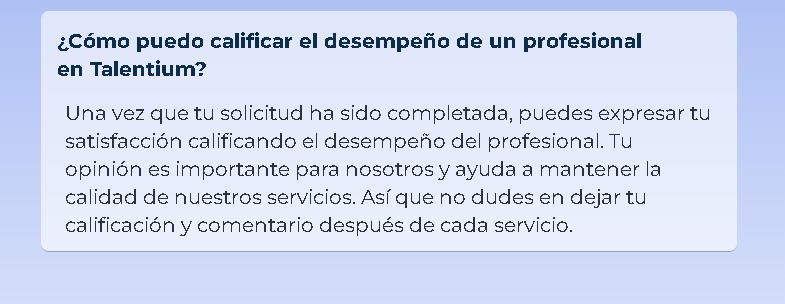 ¿Cómo puedo calificar el desempeño de un profesional
en Talentium?
Una vez que tu solicitud ha sido completada, puedes expresar tu
satisfacción calificando el desempeño del profesional. Tu
opinión es importante para nosotros y ayuda a mantener la
calidad de nuestros servicios. Así que no dudes en dejar tu
calificación y comentario después de cada servicio.